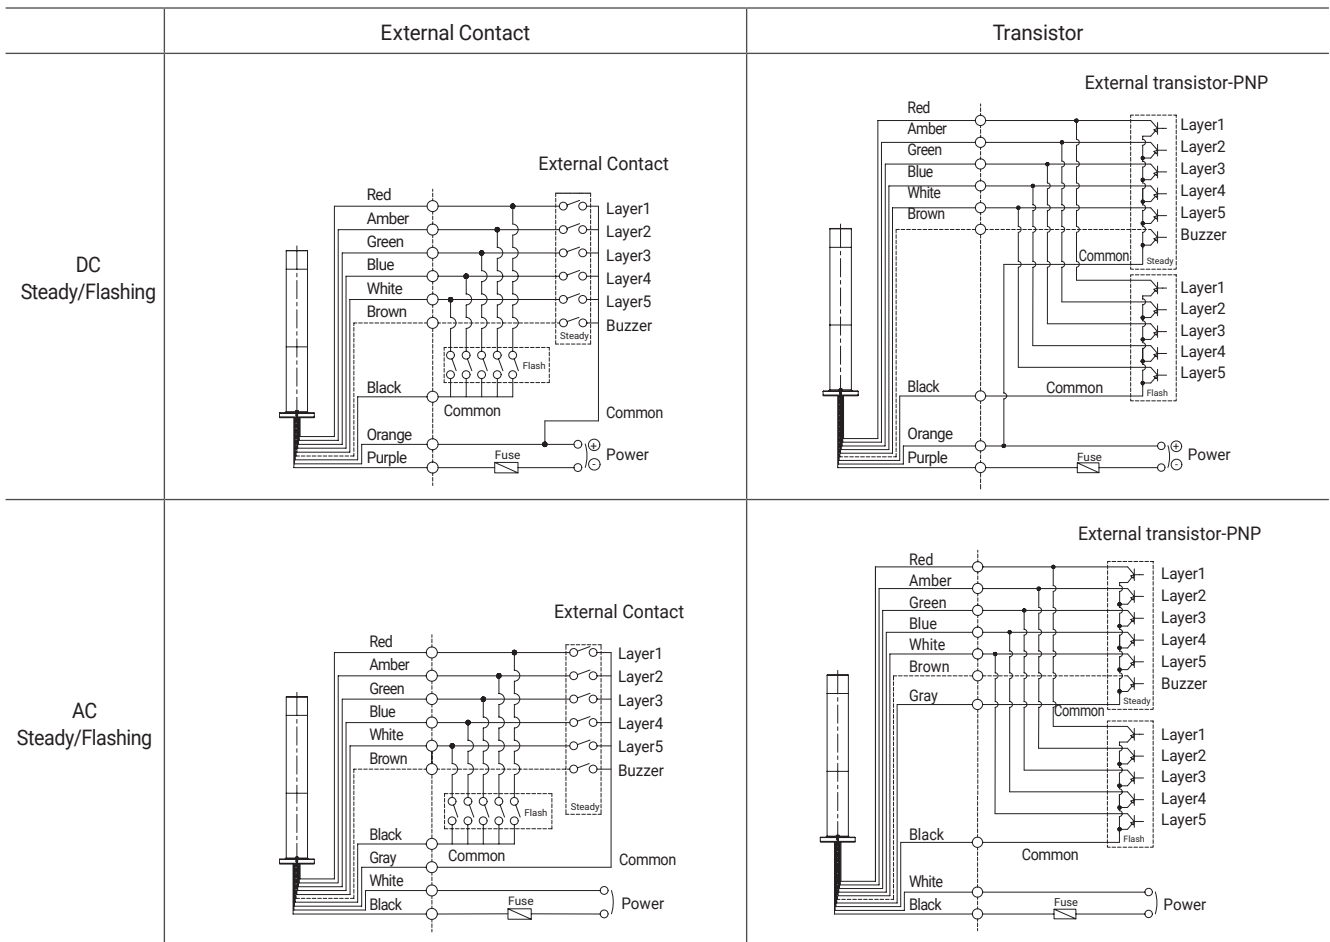 External Contact
Transistor
DC
Steady/Flashing
External Contact
Red
Amber
Green
Blue
White
Brown
Layer1
Layer2
Layer3
Layer4
Layer5
Buzzer
Steady
Flash
Black
Common
Common
Orange
Purple
Fuse
+
-
Power
External transistor-PNP
Red
Amber
Green
Blue
White
Brown
Layer1
Layer2
Layer3
Layer4
Layer5
Buzzer
Common
Steady
Layer1
Layer2
Layer3
Layer4
Layer5
Flash
Black
Common
Orange
Purple
Fuse
+
-
Power
AC
Steady/Flashing
External Contact
Red
Amber
Green
Blue
White
Brown
Layer1
Layer2
Layer3
Layer4
Layer5
Buzzer
Steady
Flash
Black
Common
Gray
Common
White
Black
Fuse
Power
External transistor-PNP
Red
Amber
Green
Blue
White
Brown
Gray
Layer1
Layer2
Layer3
Layer4
Layer5
Buzzer
Steady
Common
Layer1
Layer2
Layer3
Layer4
Layer5
Flash
Black
Common
White
Black
Fuse
Power